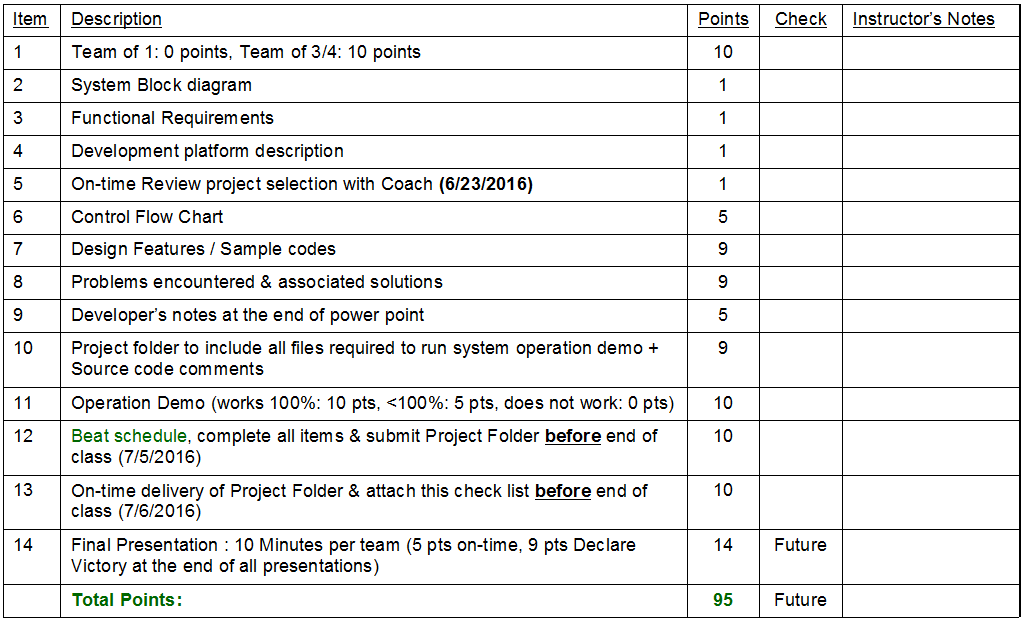 Item Description Points Check Instructor's Notes
1 Team of 1: 0 points, Team of 3/4: 10 points 10
2 System Block diagram 1
3 Functional Requirements 1
4 Development platform description 1
5 On-time Review project selection with Coach (6/23/2016) 1
6 Control Flow Chart 5
7 Design Features / Sample codes 9
8 Problems encountered & associated solutions 9
9 Developer's notes at the end of power point 5
10 Project folder to include all files required to run system operation demo + 9
Source code comments
11 Operation Demo (works 100%: 10 pts, <100%: 5 pts, does not work: 0 pts) 10
12 Beat schedule, complete all items & submit Project Folder before end of 10
class (7/5/2016)
13 On-time delivery of Project Folder & attach this check list before end of 10
class (7/6/2016)
14 Final Presentation : 10 Minutes per team (5 pts on-time, 9 pts Declare 14 Future
Victory at the end of all presentations)
Total Points: 95 Future